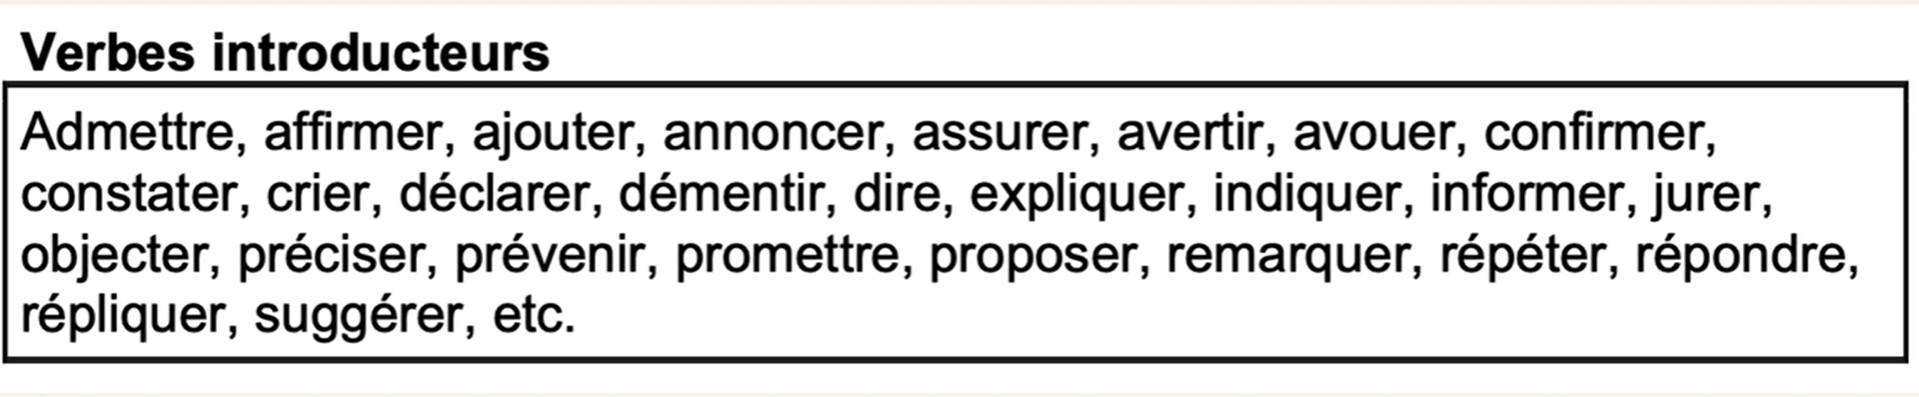 Verbes introducteurs
Admettre, affirmer, ajouter, annoncer, assurer, avertir, avouer, confirmer,
constater, crier, déclarer, démentir, dire, expliquer, indiquer, informer, jurer,
objecter, préciser, prévenir, promettre, proposer, remarquer, répéter, répondre,
répliquer, suggérer, etc.